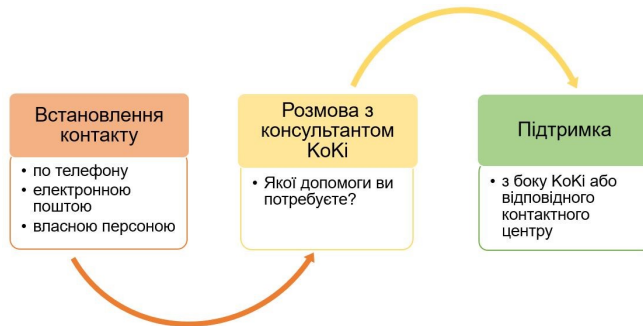 Встановлення
контакту
• по телефону
• електронною
поштою
• власною персоною
Розмова з
консультантом
KoKi
• Якої допомоги ви
потребуєте?
Підтримка
• з боку KoKi або
відповідного
контактного
центру